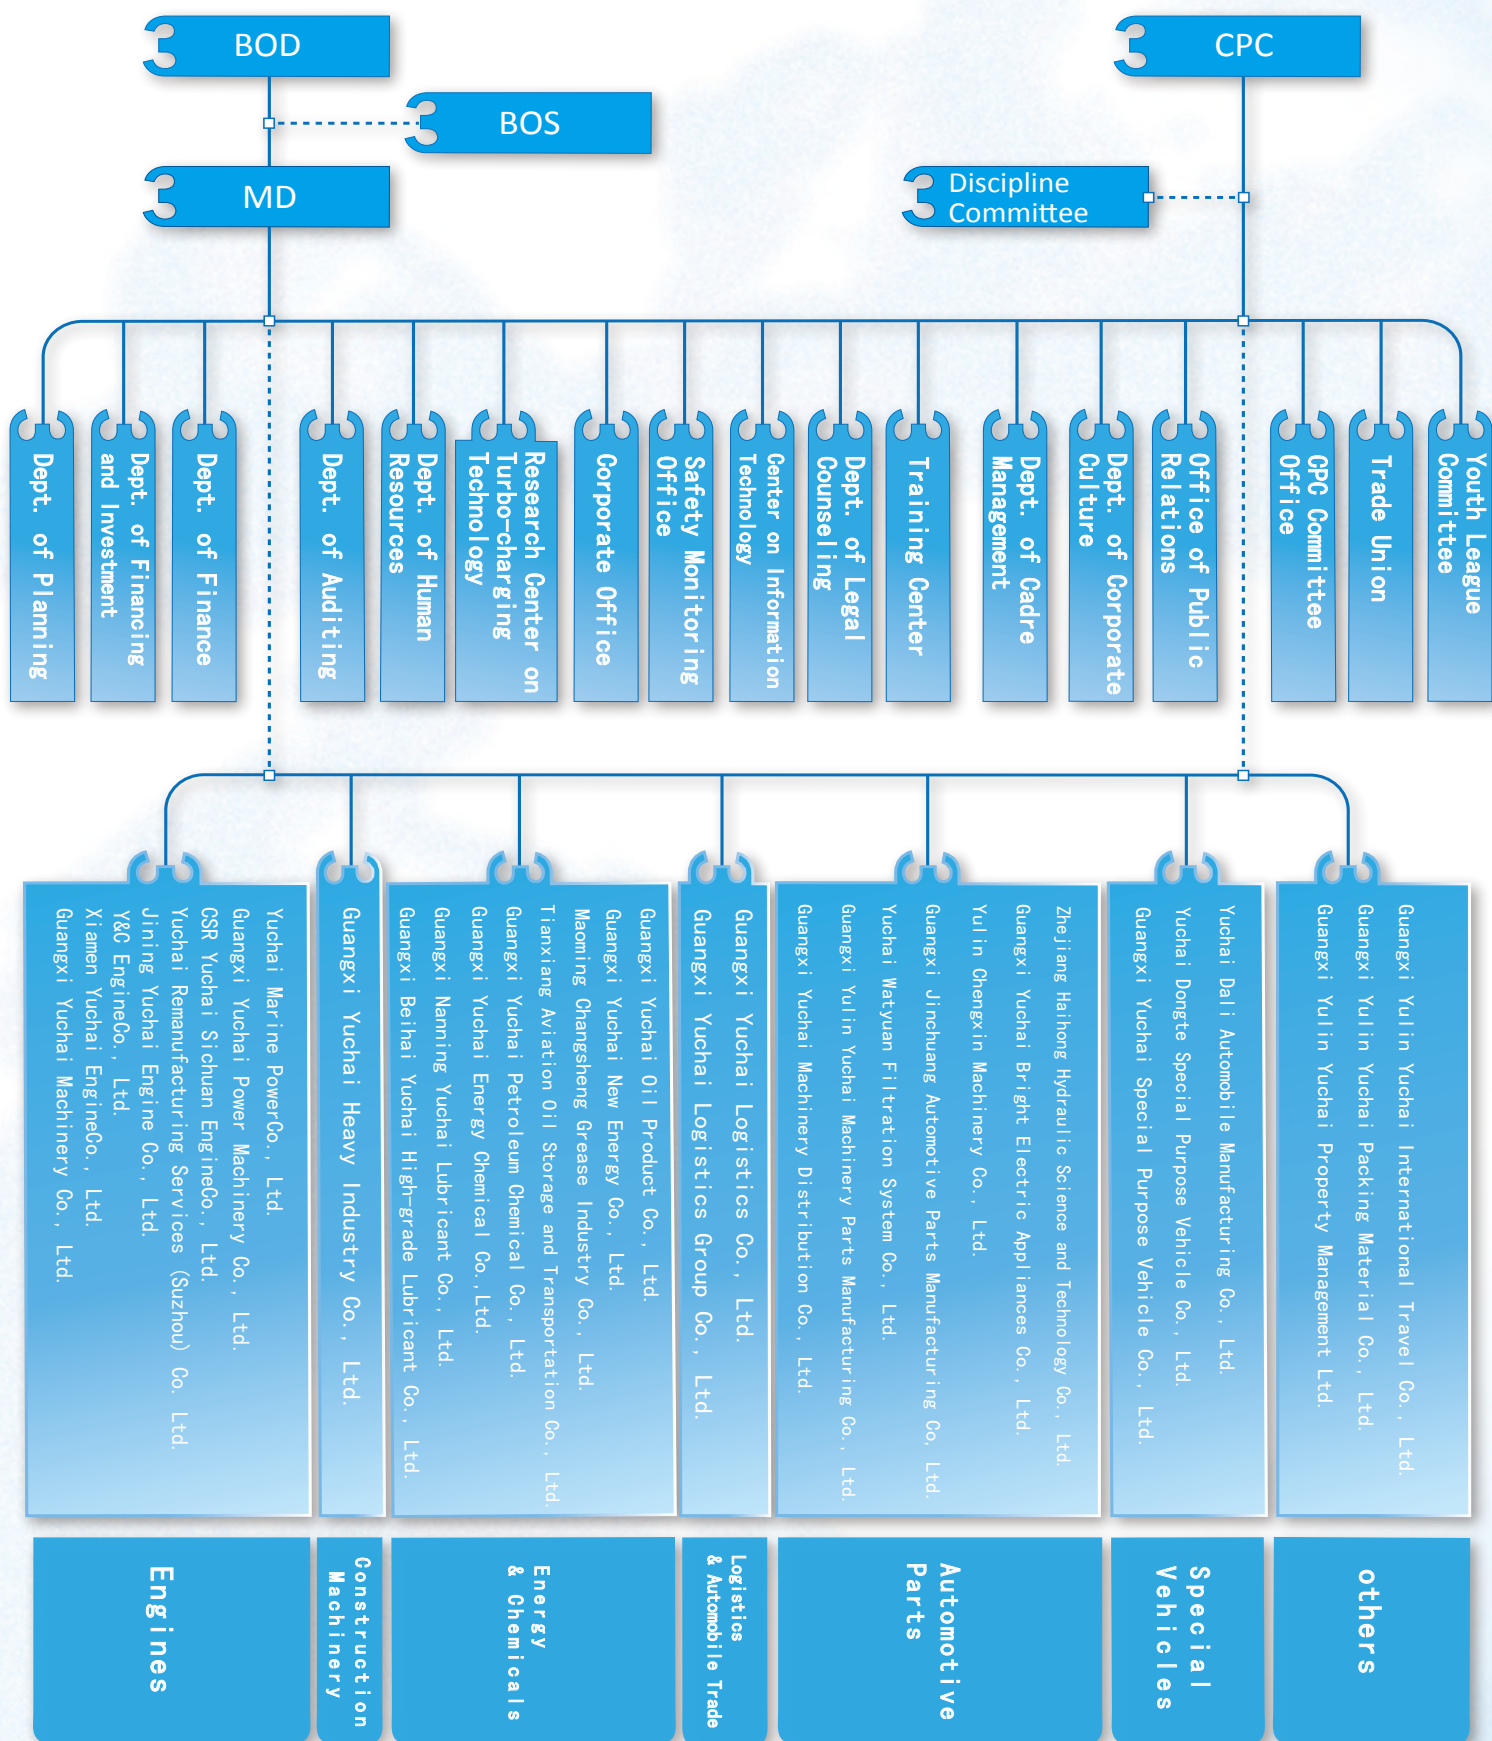 BOD
CPC
BOS
MD
Discipline
Committee
Dept. of Planning
Dept. of Financing
and Investment
Dept. of Finance
Dept. of Auditing
Dept. of Human
Resources
Research Center on
Turbo-charging
Technology
Corporate Office
Safety Monitoring
Office
Center on Information
Technology
Dept. of Legal
Counseling
Training Center
Dept. of Cadre
Management
Dept. of Corporate
Culture
Office of Public
Relations
CPC Committee
Office
Trade Union
Youth League
Committee
Yuchai Marine PowerCo., Ltd.
Guangxi Yuchai Power Machinery Co., Ltd.
CSR Yuchai Sichuan EngineCo., Ltd.
Yuchai Remanufacturing Services (Suzhou) Co. Ltd.
Jining Yuchai Engine Co., Ltd.
Y&C EngineCo., Ltd.
Xiamen Yuchai EngineCo., Ltd.
Guangxi Yuchai Machinery Co., Ltd.
Guangxi Yuchai Heavy Industry Co., Ltd.
Guangxi Yuchai Oil Product Co., Ltd.
Guangxi Yuchai New Energy Co., Ltd.
Maoming Changsheng Grease Industry Co., Ltd.
Tianxiang Aviation Oil Storage and Transportation Co., Ltd.
Guangxi Yuchai Petroleum Chemical Co., Ltd.
Guangxi Yuchai Energy Chemical Co.,Ltd.
Guangxi Nanning Yuchai Lubricant Co., Ltd.
Guangxi Beihai Yuchai High-grade Lubricant Co., Ltd.
Guangxi Yuchai Logistics Co., Ltd.
Guangxi Yuchai Logistics Group Co., Ltd.
Zhejiang Haihong Hydraulic Science and Technology Co., Ltd.
Guangxi Yuchai Bright Electric Appliances Co., Ltd.
Yulin Chengxin Machinery Co., Ltd.
Guangxi Jinchuang Automotive Parts Manufacturing Co, Ltd.
Yuchai Watyuan Filtration System Co., Ltd.
Guangxi Yulin Yuchai Machinery Parts Manufacturing Co., Ltd.
Guangxi Yuchai Machinery Distribution Co., Ltd.
Yuchai Dali Automobile Manufacturing Co., Ltd.
Yuchai Dongte Special Purpose Vehicle Co., Ltd.
Guangxi Yuchai Special Purpose Vehicle Co., Ltd.
Guangxi Yulin Yuchai International Travel Co., Ltd.
Guangxi Yulin Yuchai Packing Material Co., Ltd.
Guangxi Yulin Yuchai Property Management Ltd.
Engines
Construction
Machinery
Energy
& Chemicals
Logistics
& Automobile Trade
Automotive
Parts
Special
Vehicles
others